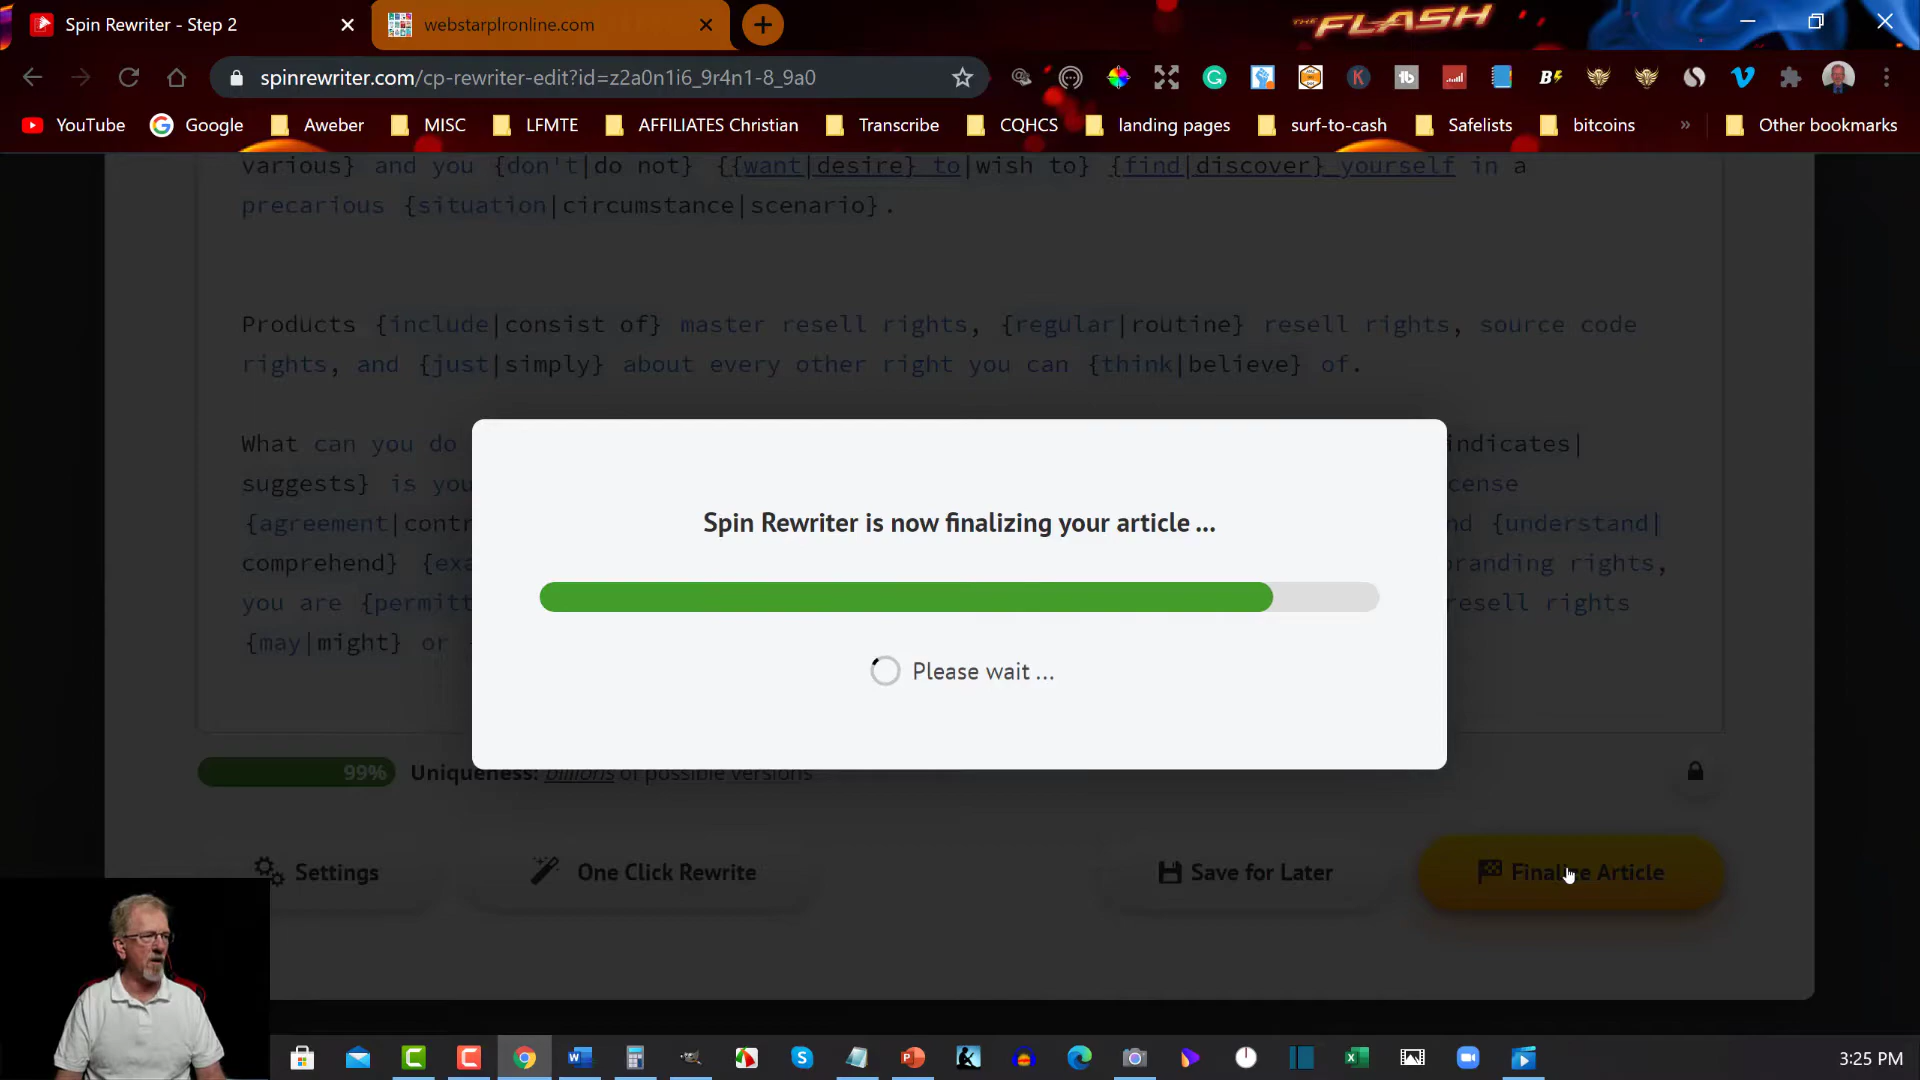 Spin Rewriter - Step 2
webstarplronline.com
THE FLASH
spinrewriter.com/cp-rewriter-edit?id=z2a0n1i6_9r4n1-8_9a0
YouTube Google Aweber MISC LFMTE AFFILIATES Christian Transcribe CQHCS landing pages surf-to-cash Safelists bitcoins » Other bookmarks
various} and you {don't|do not} {{want|desire} to|wish to} {find|discover} yourself in a
precarious {situation|circumstance|scenario}.
Products {include|consist of} master resell rights, {regular|routine} resell rights, source code
rights, and {just|simply} about every other right you can {think|believe} of.
What can you do indicates|
suggests} is you cense
{agreement|contr nd {understand|
comprehend} {exa randing rights,
you are {permitt resell rights
{may|might} or
Spin Rewriter is now finalizing your article ...
Please wait ...
99% Uniqueness: billions of possible versions
Settings One Click Rewrite Save for Later Finalize Article
3:25 PM